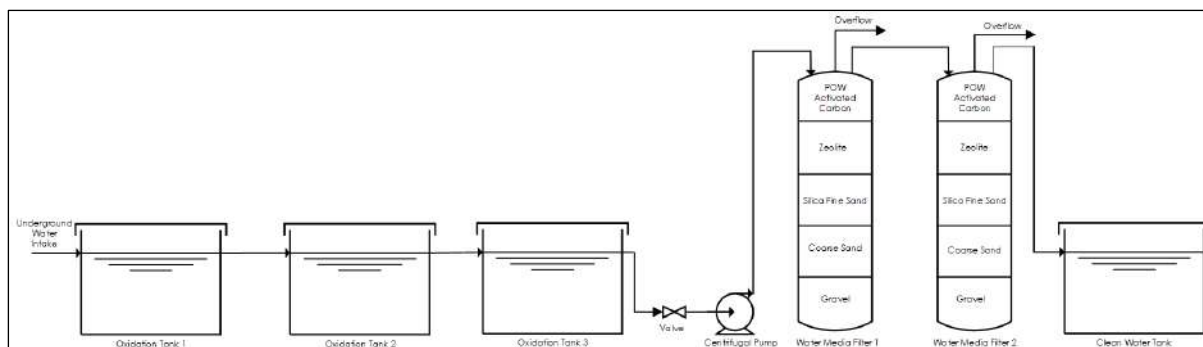 Overflow
Overflow
POW
Activated
Carbon
POW
Activated
Carbon
Zeolite
Zeolite
Silica Fine Sand
Silica Fine Sand
Underground
Water
Intake
Coarse Sand
Coarse Sand
Gravel
Gravel
Valve
Oxidation Tank 1
Oxidation Tank 2
Oxidation Tank 3
Centrifugal Pump
Water Media Filter 1
Water Media Filter 2
Clean Water Tank